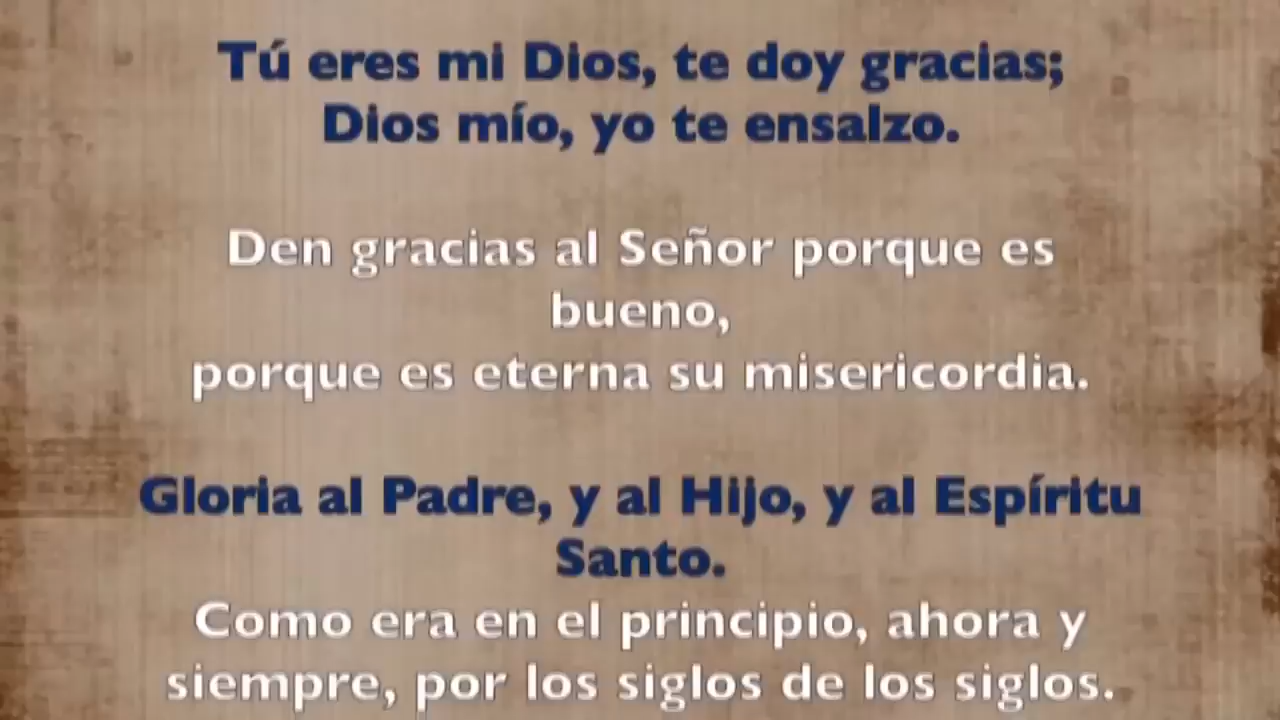 Tú eres mi Dios, te doy gracias;
Dios mío, yo te ensalzo.
Den gracias al Señor porque es
bueno,
porque es eterna su misericordia.
Gloria al Padre, y al Hijo, y al Espíritu
Santo.
Como era en el principio, ahora y
siempre, por los siglos de los siglos.